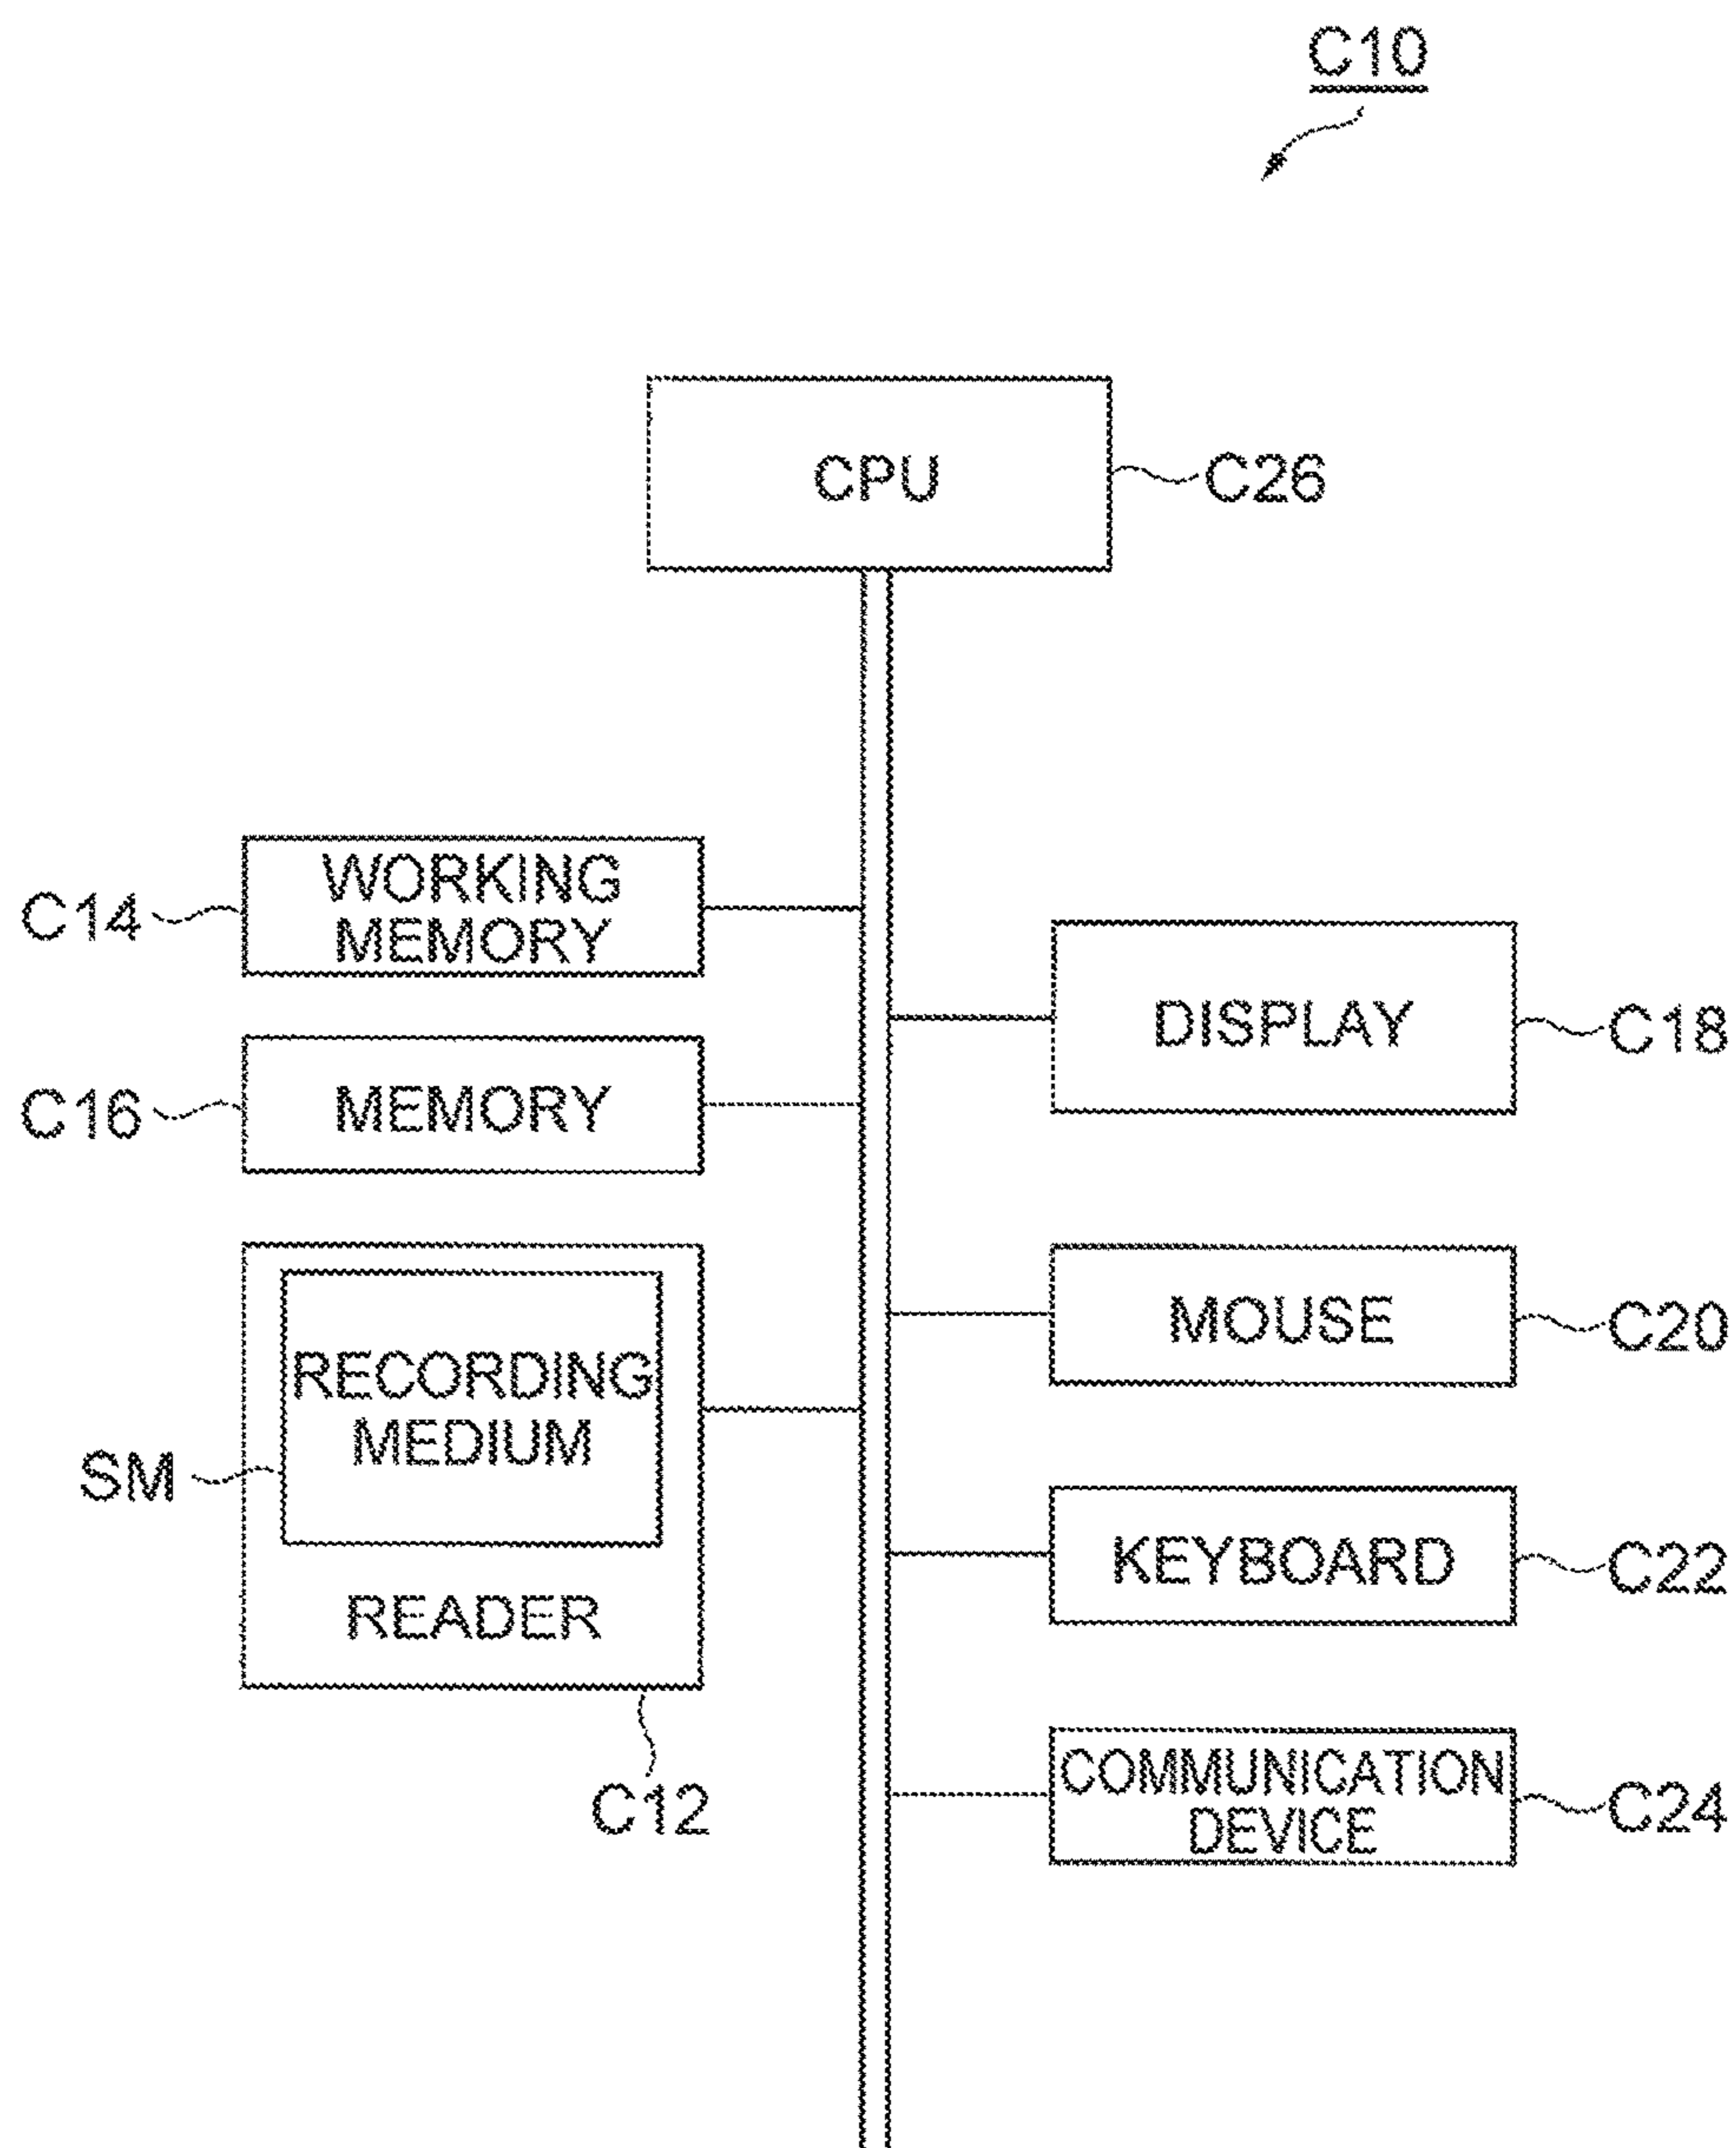 C10
CPU
C26
C14
WORKING
MEMORY
DISPLAY
C18
C16
MEMORY
RECORDING
MEDIUM
SM
READER
C12
MOUSE
C20
KEYBOARD
C22
COMMUNICATION
DEVICE
C24